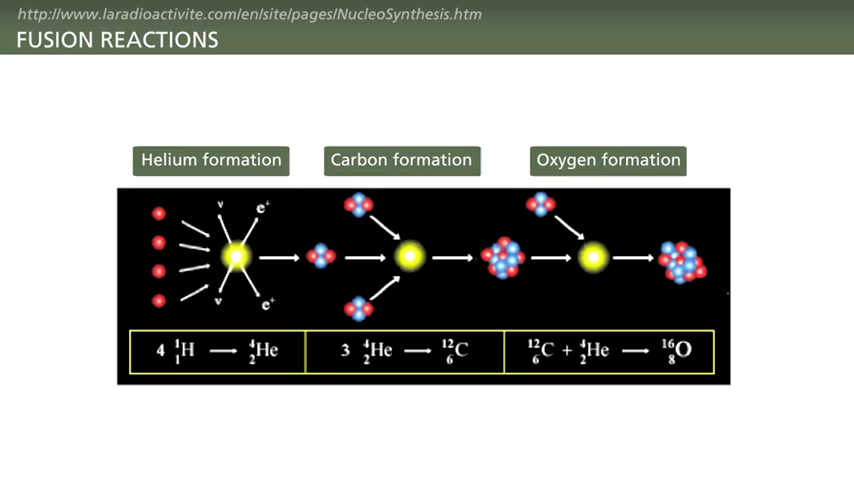 http://www.laradioactivite.com/en/site/pages/NucleoSynthesis.htm
FUSION REACTIONS
Helium formation
Carbon formation
Oxygen formation
ν
e⁺
ν
e⁺
4 ¹₁H → ⁴₂He
3 ⁴₂He → ¹²₆C
¹²₆C + ⁴₂He → ¹⁶₈O